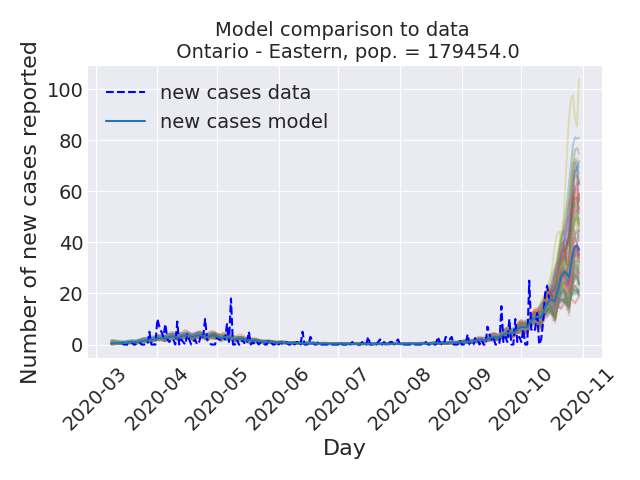 Model comparison to data
Ontario - Eastern, pop. = 179454.0
Number of new cases reported
100
80
60
40
20
0
new cases data
new cases model
2020-03
2020-04
2020-05
2020-06
2020-07
2020-08
2020-09
2020-10
2020-11
Day